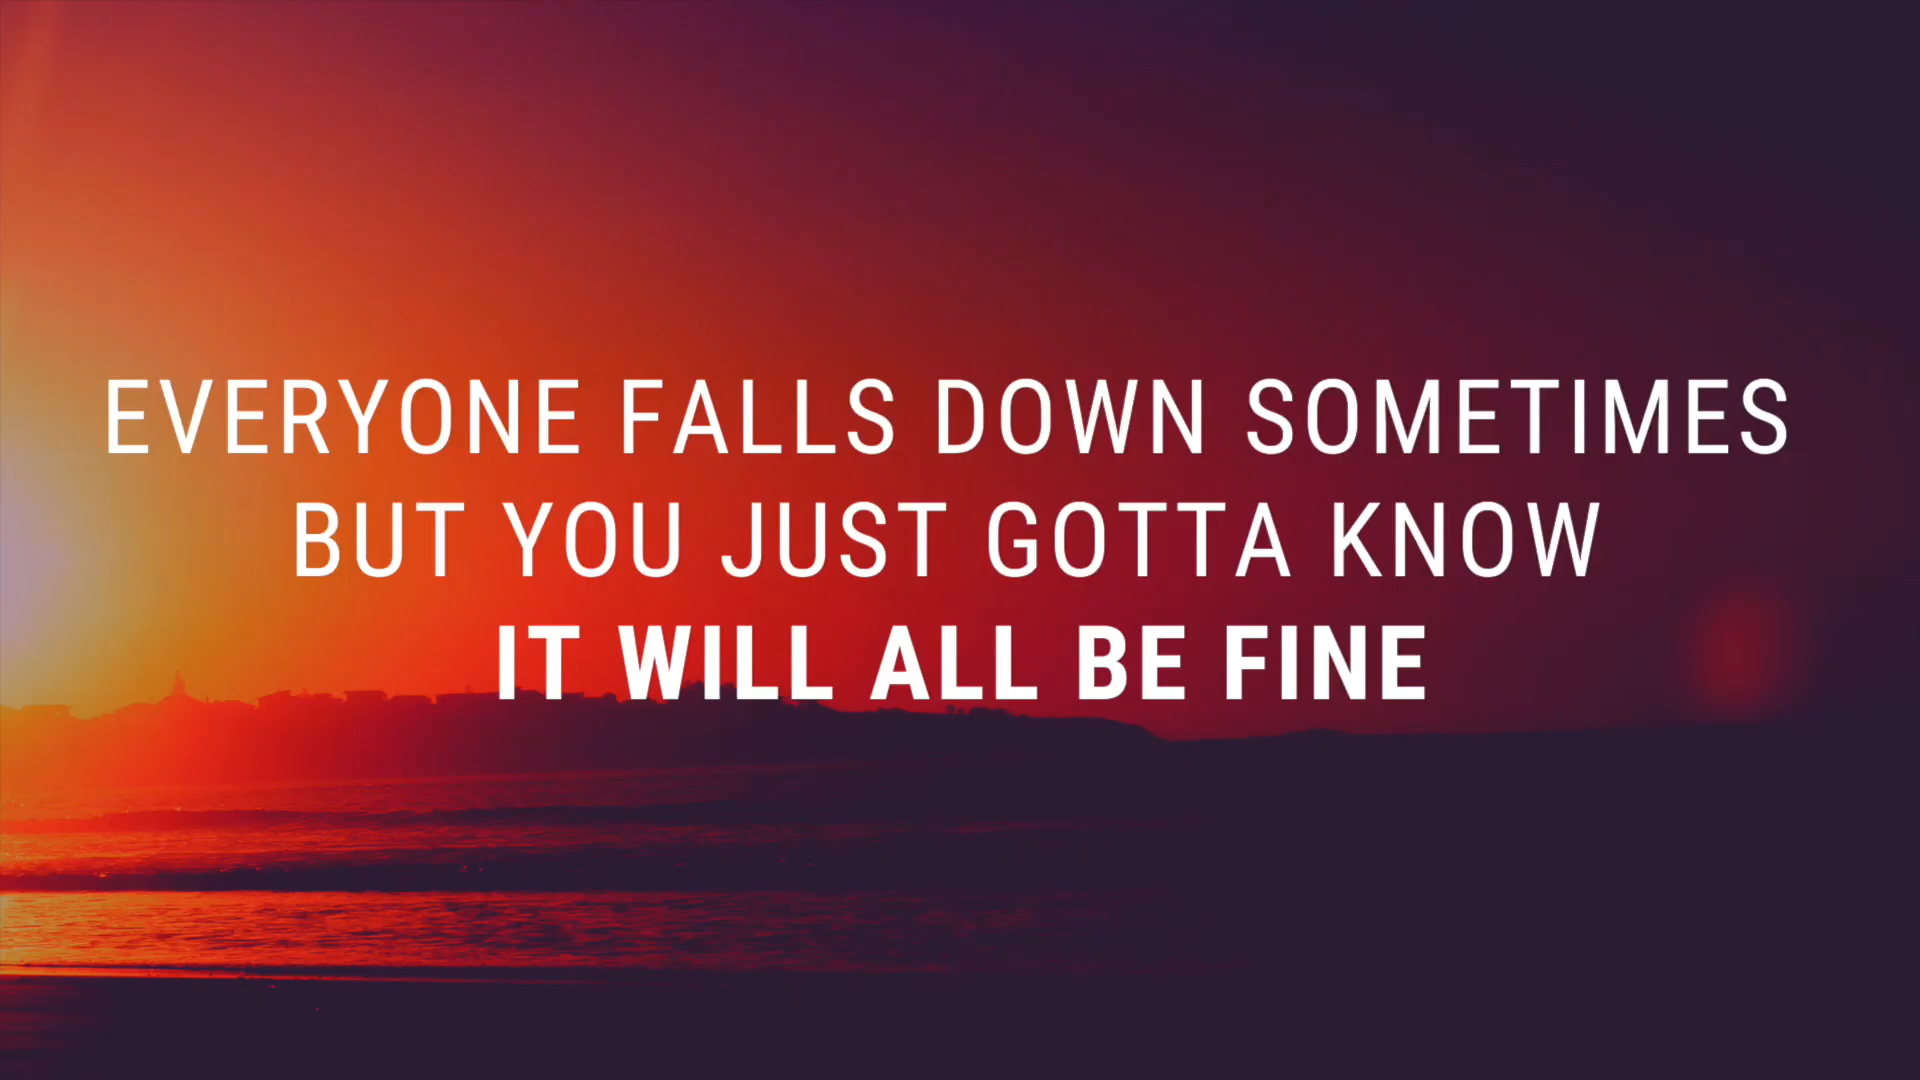 EVERYONE FALLS DOWN SOMETIMES
BUT YOU JUST GOTTA KNOW
IT WILL ALL BE FINE